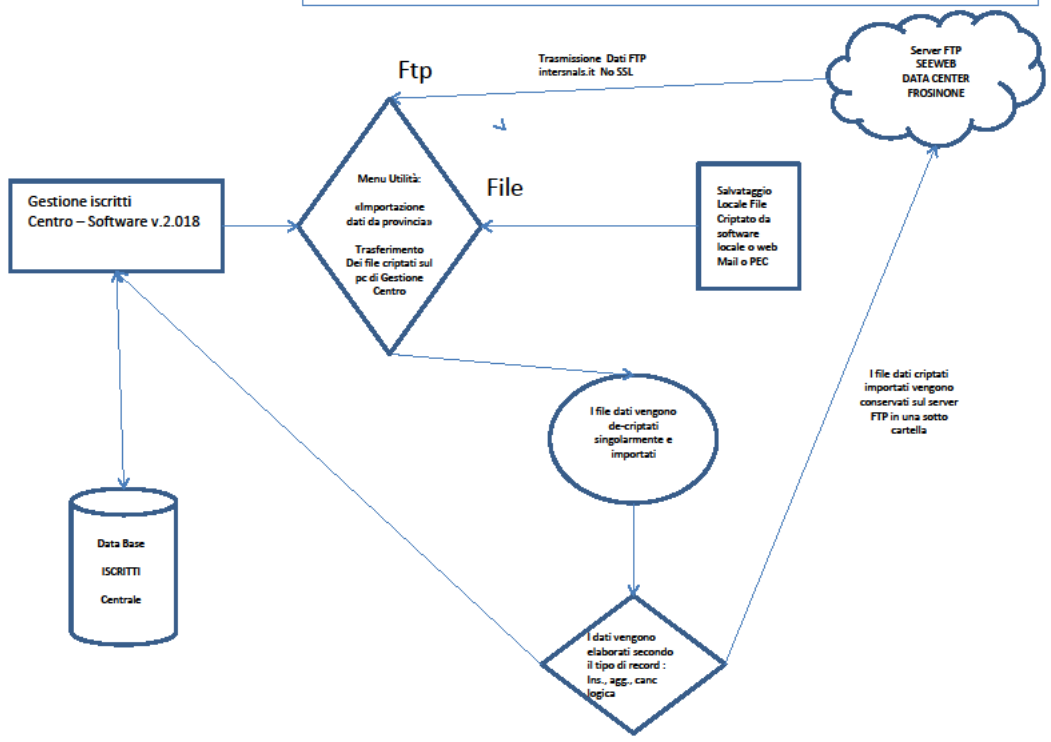 Trasmissione Dati FTP
intersnals.it No SSL
Server FTP
SEEWEB
DATA CENTER
FROSINONE
Ftp
File
Gestione iscritti
Centro – Software v.2.018
Menu Utilità:
«Importazione
dati da provincia»
Trasferimento
Dei file criptati sul
pc di Gestione
Centro
Salvataggio
Locale File
Criptato da
software
locale o web
Mail o PEC
I file dati criptati
importati vengono
conservati sul server
FTP in una sotto
cartella
I file dati vengono
de-criptati
singolarmente e
importati
Data Base
ISCRITTI
Centrale
I dati vengono
elaborati secondo
il tipo di record :
Ins., agg., canc
logica